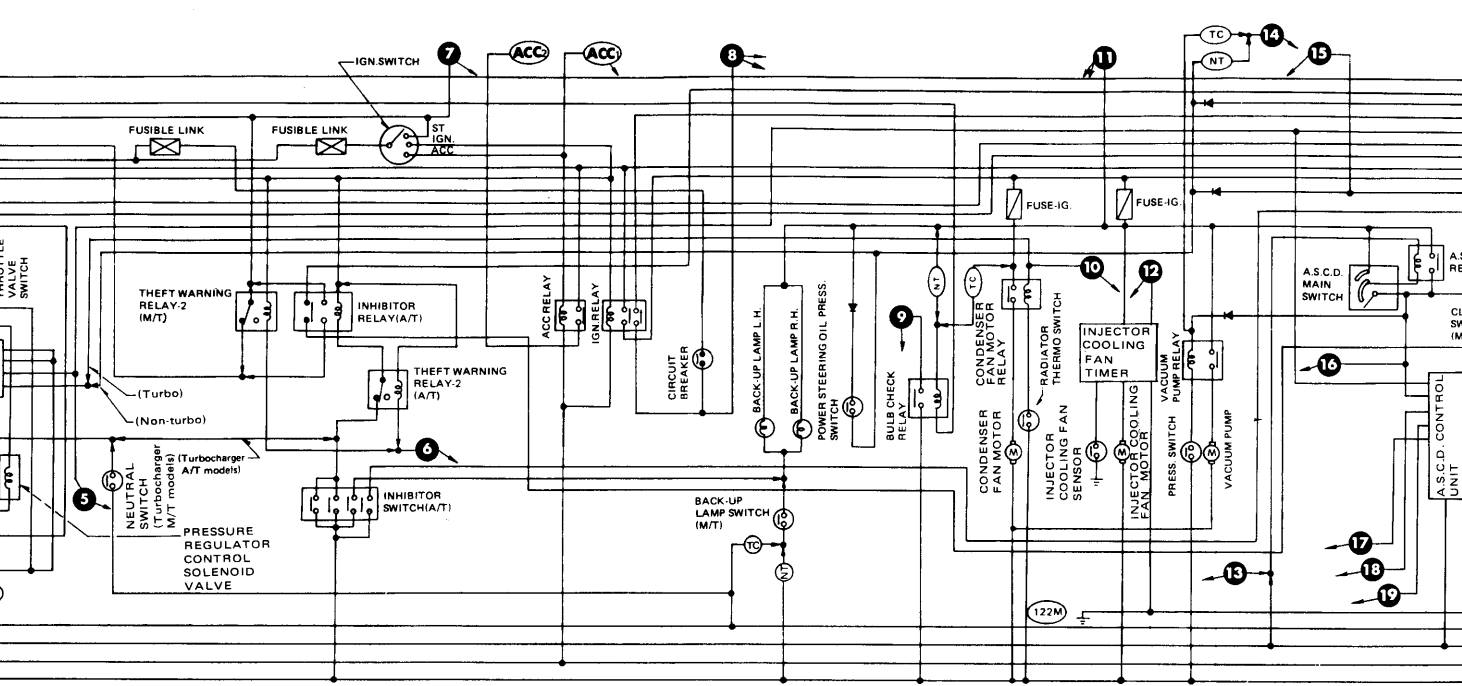 7
ACC2
ACC1
8
11
TC
14
NT
15
IGN.SWITCH
FUSIBLE LINK
FUSIBLE LINK
ST
IGN.
ACC
FUSE-IG.
FUSE-IG.
VALVE
SWITCH
THEFT WARNING
RELAY-2
(M/T)
INHIBITOR
RELAY(A/T)
ACC RELAY
IGN.RELAY
CIRCUIT
BREAKER
BACK-UP LAMP L.H.
BACK-UP LAMP R.H.
POWER STEERING OIL PRESS.
SWITCH
9
BULB CHECK
RELAY
NT
TC
CONDENSER
FAN MOTOR
RELAY
RADIATOR
THERMO SWITCH
10
12
INJECTOR
COOLING
FAN
TIMER
VACUUM
PUMP RELAY
A.S.C.D.
MAIN
SWITCH
16
THEFT WARNING
RELAY-2
(A/T)
(Turbo)
(Non-turbo)
(Turbocharger
A/T models)
6
5
NEUTRAL
SWITCH
(Turbocharger
M/T models)
INHIBITOR
SWITCH(A/T)
PRESSURE
REGULATOR
CONTROL
SOLENOID
VALVE
BACK-UP
LAMP SWITCH
(M/T)
TC
NT
CONDENSER
FAN MOTOR
M
INJECTOR
COOLING FAN
SENSOR
M
INJECTOR COOLING
FAN MOTOR
PRESS. SWITCH
M
VACUUM PUMP
A.S.C.D. CONTROL
UNIT
17
18
13
19
122M